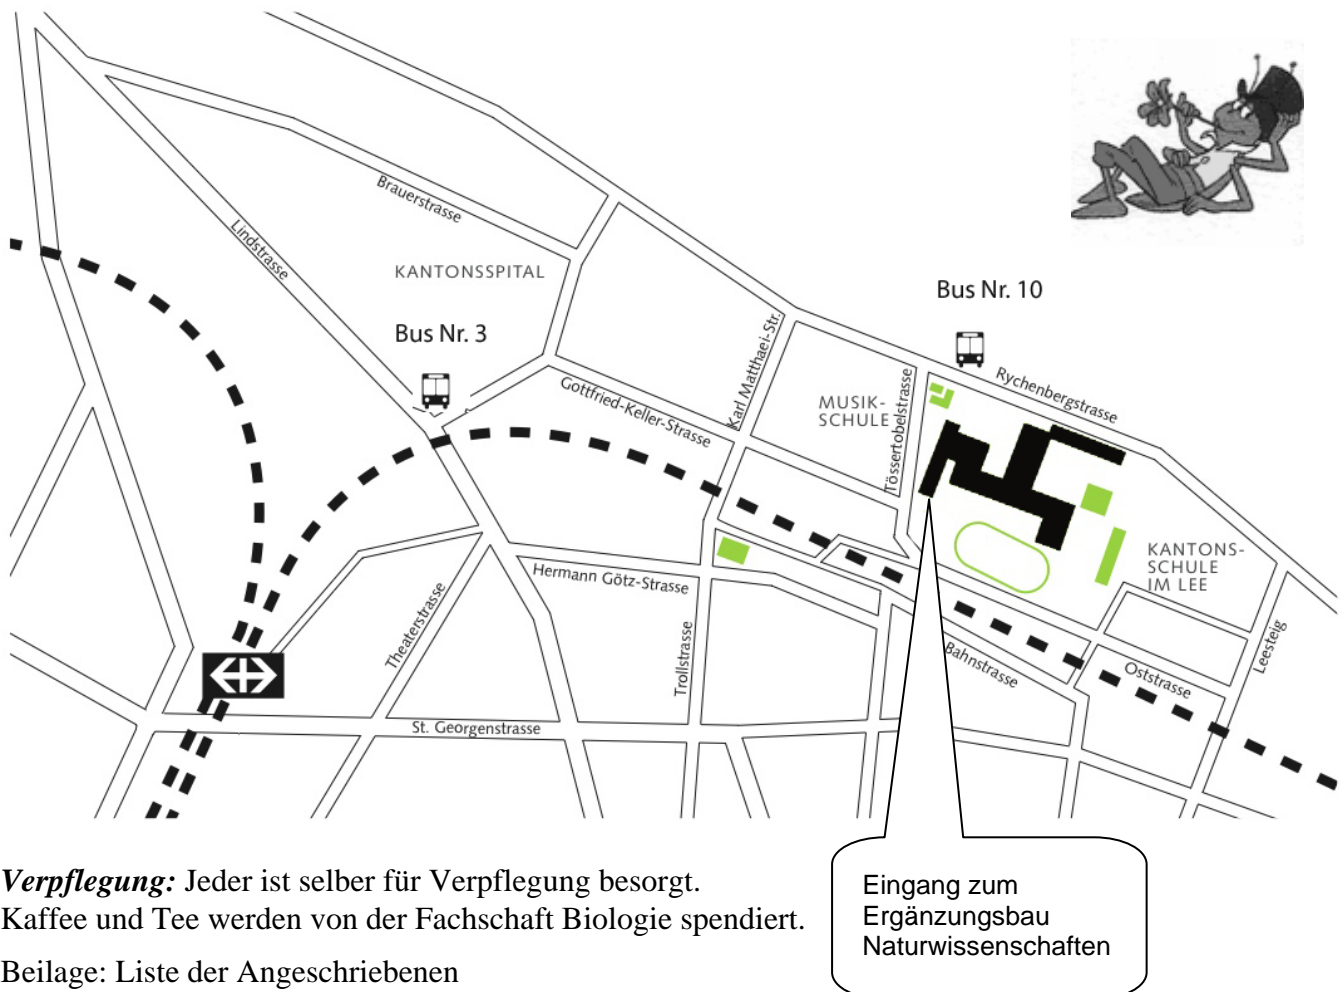 Brauerstrasse
Lindstrasse
KANTONSSPITAL
Bus Nr. 10
Bus Nr. 3
Karl Matthaei-Str.
Rychenbergstrasse
Gottfried-Keller-Strasse
MUSIK-
SCHULE
Tössertobelstrasse
KANTONS-
SCHULE
IM LEE
Hermann Götz-Strasse
Theaterstrasse
Trollstrasse
Bahnstrasse
Oststrasse
Leesteig
St. Georgenstrasse
Verpflegung: Jeder ist selber für Verpflegung besorgt.
Kaffee und Tee werden von der Fachschaft Biologie spendiert.
Eingang zum
Ergänzungsbau
Naturwissenschaften
Beilage: Liste der Angeschriebenen